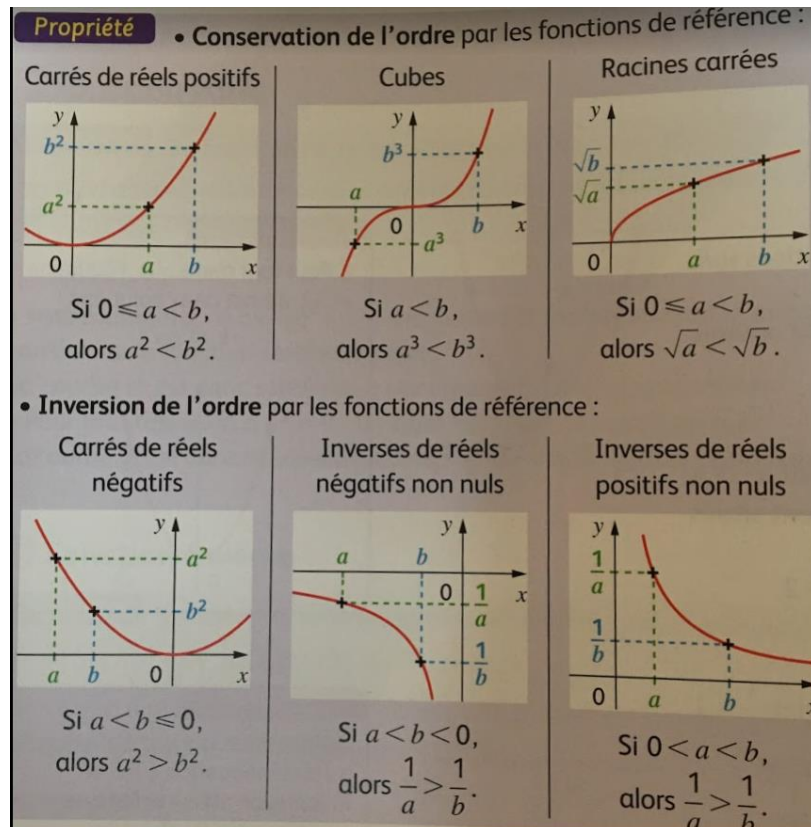 Propriété • Conservation de l'ordre par les fonctions de référence :
Carrés de réels positifs
y
b²
a²
0 a b x
Si 0 ⩽ a < b,
alors a² < b².
Cubes
y
b³
a
0 b x
a³
Si a < b,
alors a³ < b³.
Racines carrées
y
√b
√a
0 a b x
Si 0 ⩽ a < b,
alors √a < √b.
• Inversion de l'ordre par les fonctions de référence :
Carrés de réels
négatifs
y
a²
b²
a b 0 x
Si a < b ⩽ 0,
alors a² > b².
Inverses de réels
négatifs non nuls
y
a b
0 1/a x
1/b
Si a < b < 0,
alors 1/a > 1/b.
Inverses de réels
positifs non nuls
y
1/a
1/b
0 a b
Si 0 < a < b,
alors 1/a > 1/b.